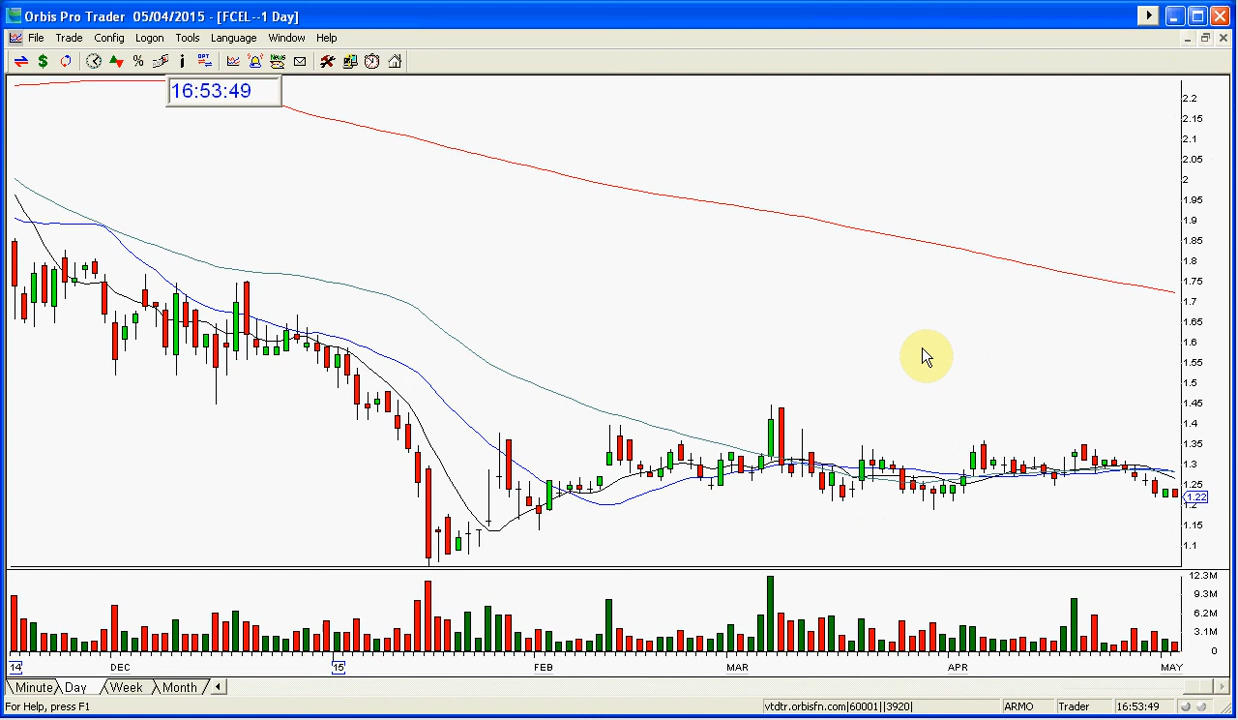 Orbis Pro Trader 05/04/2015 - [FCEL--1 Day]
File Trade Config Logon Tools Language Window Help
16:53:49
2.2
2.15
2.1
2.05
2
1.95
1.9
1.85
1.8
1.75
1.7
1.65
1.6
1.55
1.5
1.45
1.4
1.35
1.3
1.25
1.22
1.2
1.15
1.1
12.3M
9.3M
6.2M
3.1M
0
14 DEC 15 FEB MAR APR MAY
Minute Day Week Month
For Help, press F1 vtdtr.orbisfn.com|60001||3920| ARMO Trader 16:53:49